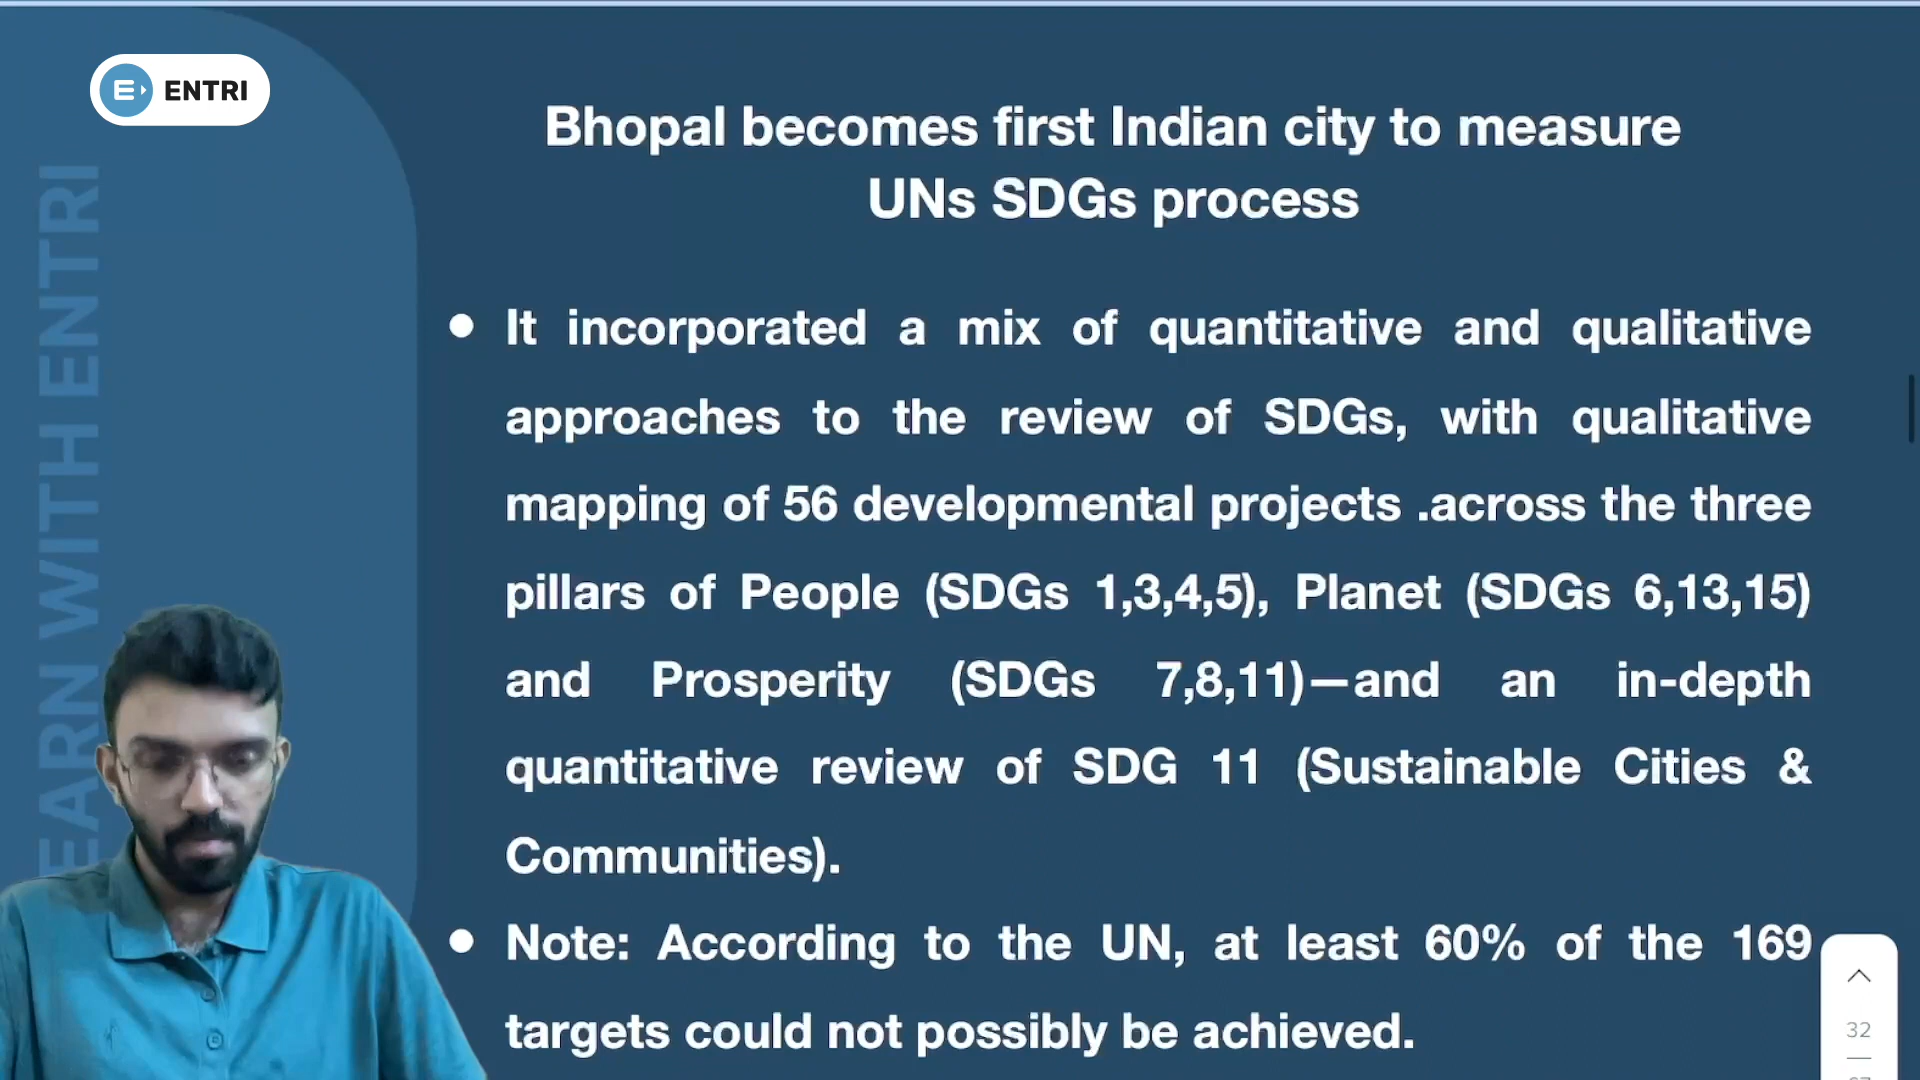 ENTRI
LEARN WITH ENTRI
Bhopal becomes first Indian city to measure
UNs SDGs process
● It incorporated a mix of quantitative and qualitative
approaches to the review of SDGs, with qualitative
mapping of 56 developmental projects .across the three
pillars of People (SDGs 1,3,4,5), Planet (SDGs 6,13,15)
and Prosperity (SDGs 7,8,11)—and an in-depth
quantitative review of SDG 11 (Sustainable Cities &
Communities).
● Note: According to the UN, at least 60% of the 169
targets could not possibly be achieved.
32